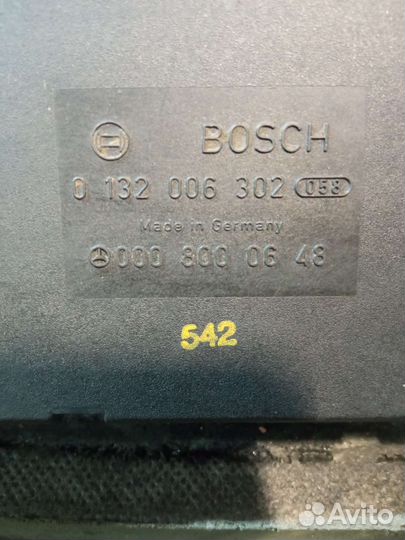 BOSCH
0 132 006 302 058
Made in Germany
000 800 06 48
542
Avito